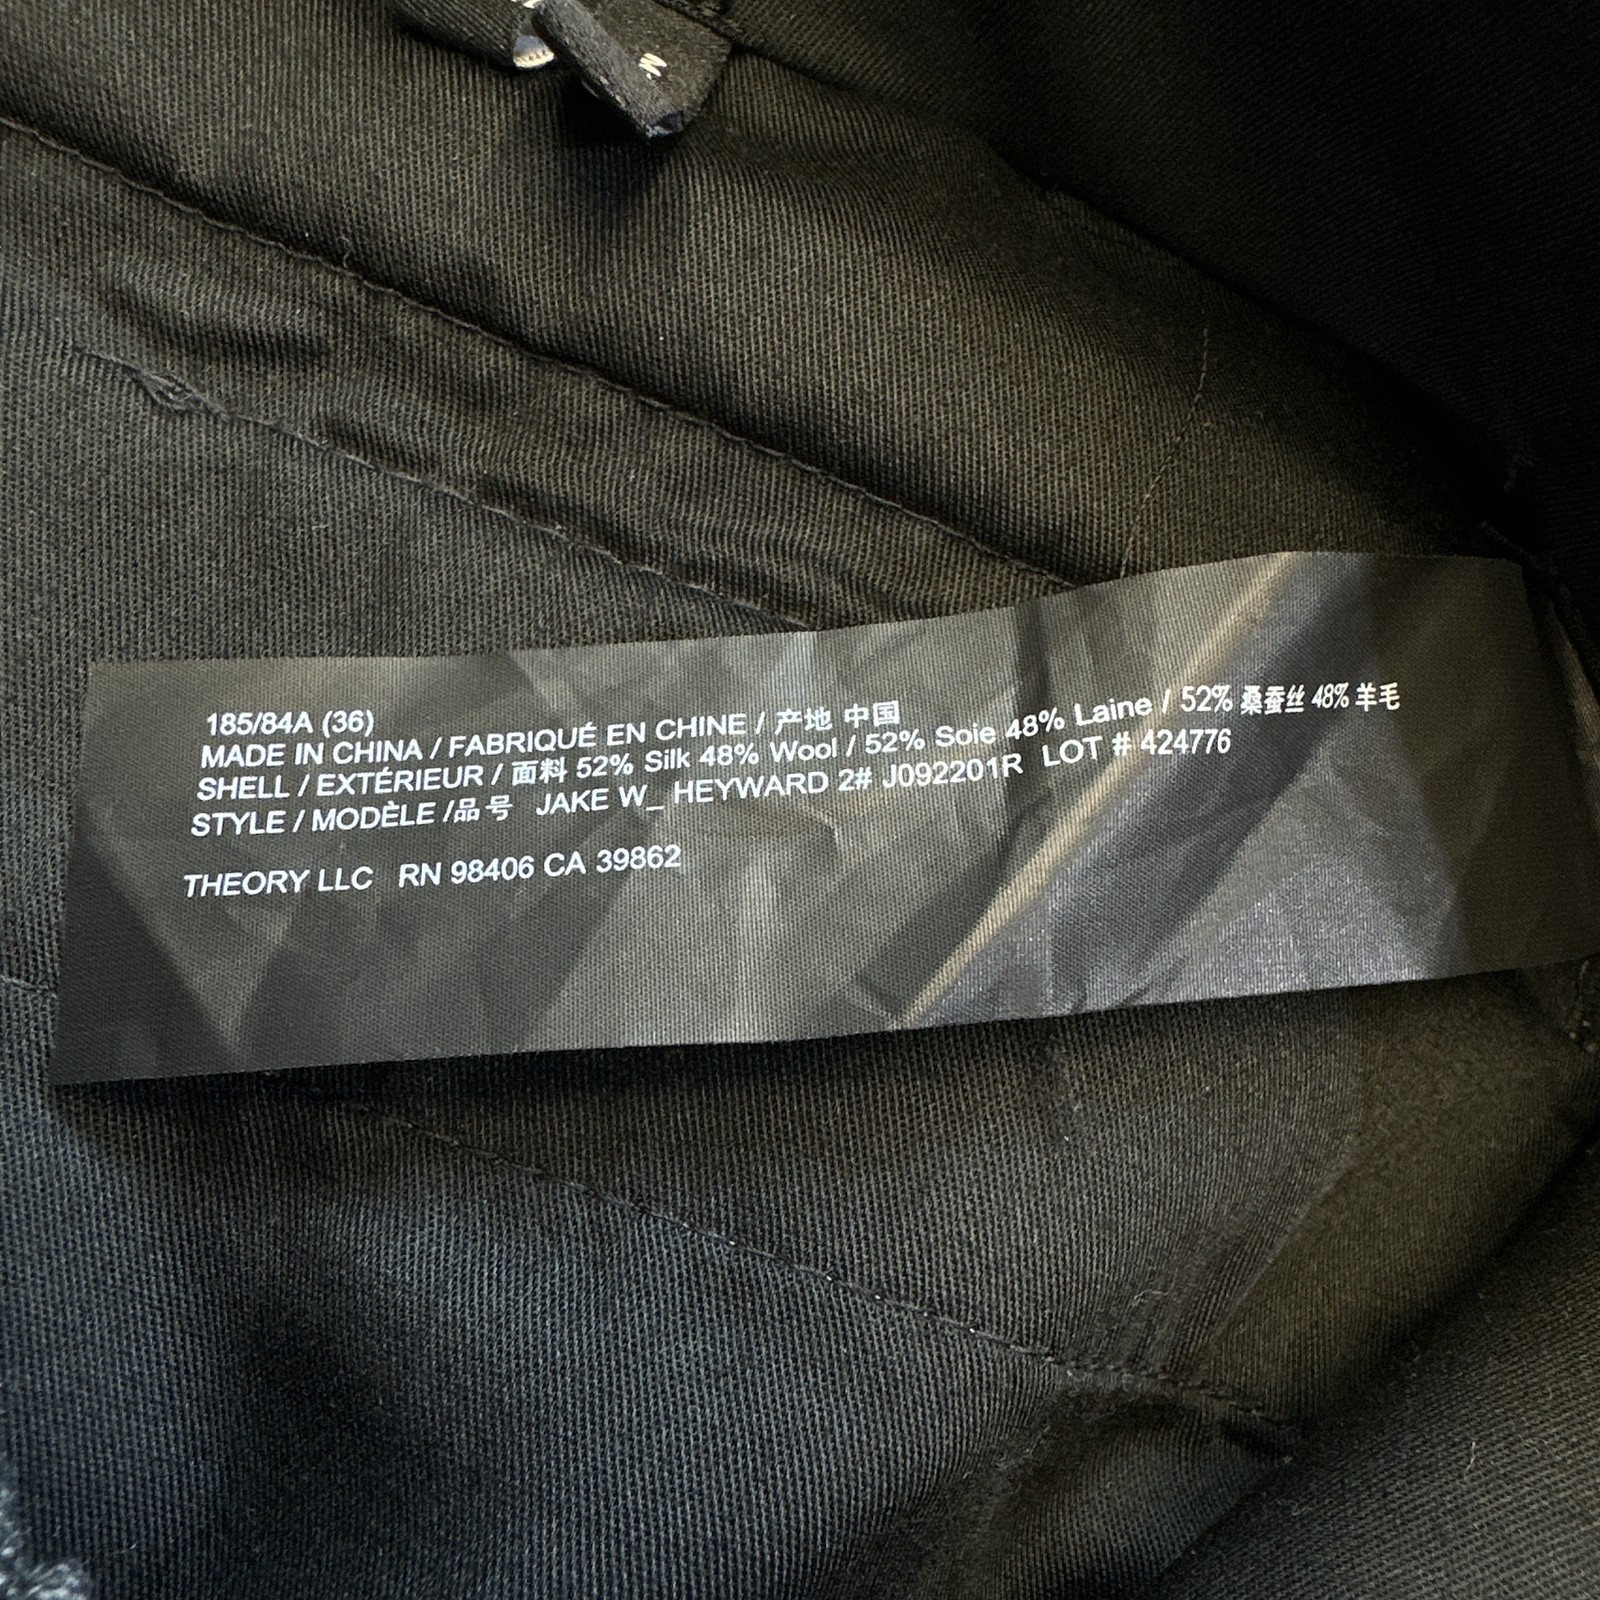 185/84A (36)
MADE IN CHINA / FABRIQUÉ EN CHINE / 产地 中国
SHELL / EXTÉRIEUR / 面料 52% Silk 48% Wool / 52% Soie 48% Laine / 52% 桑蚕丝 48% 羊毛
STYLE / MODÈLE /品号 JAKE W_ HEYWARD 2# J092201R LOT # 424776
THEORY LLC RN 98406 CA 39862